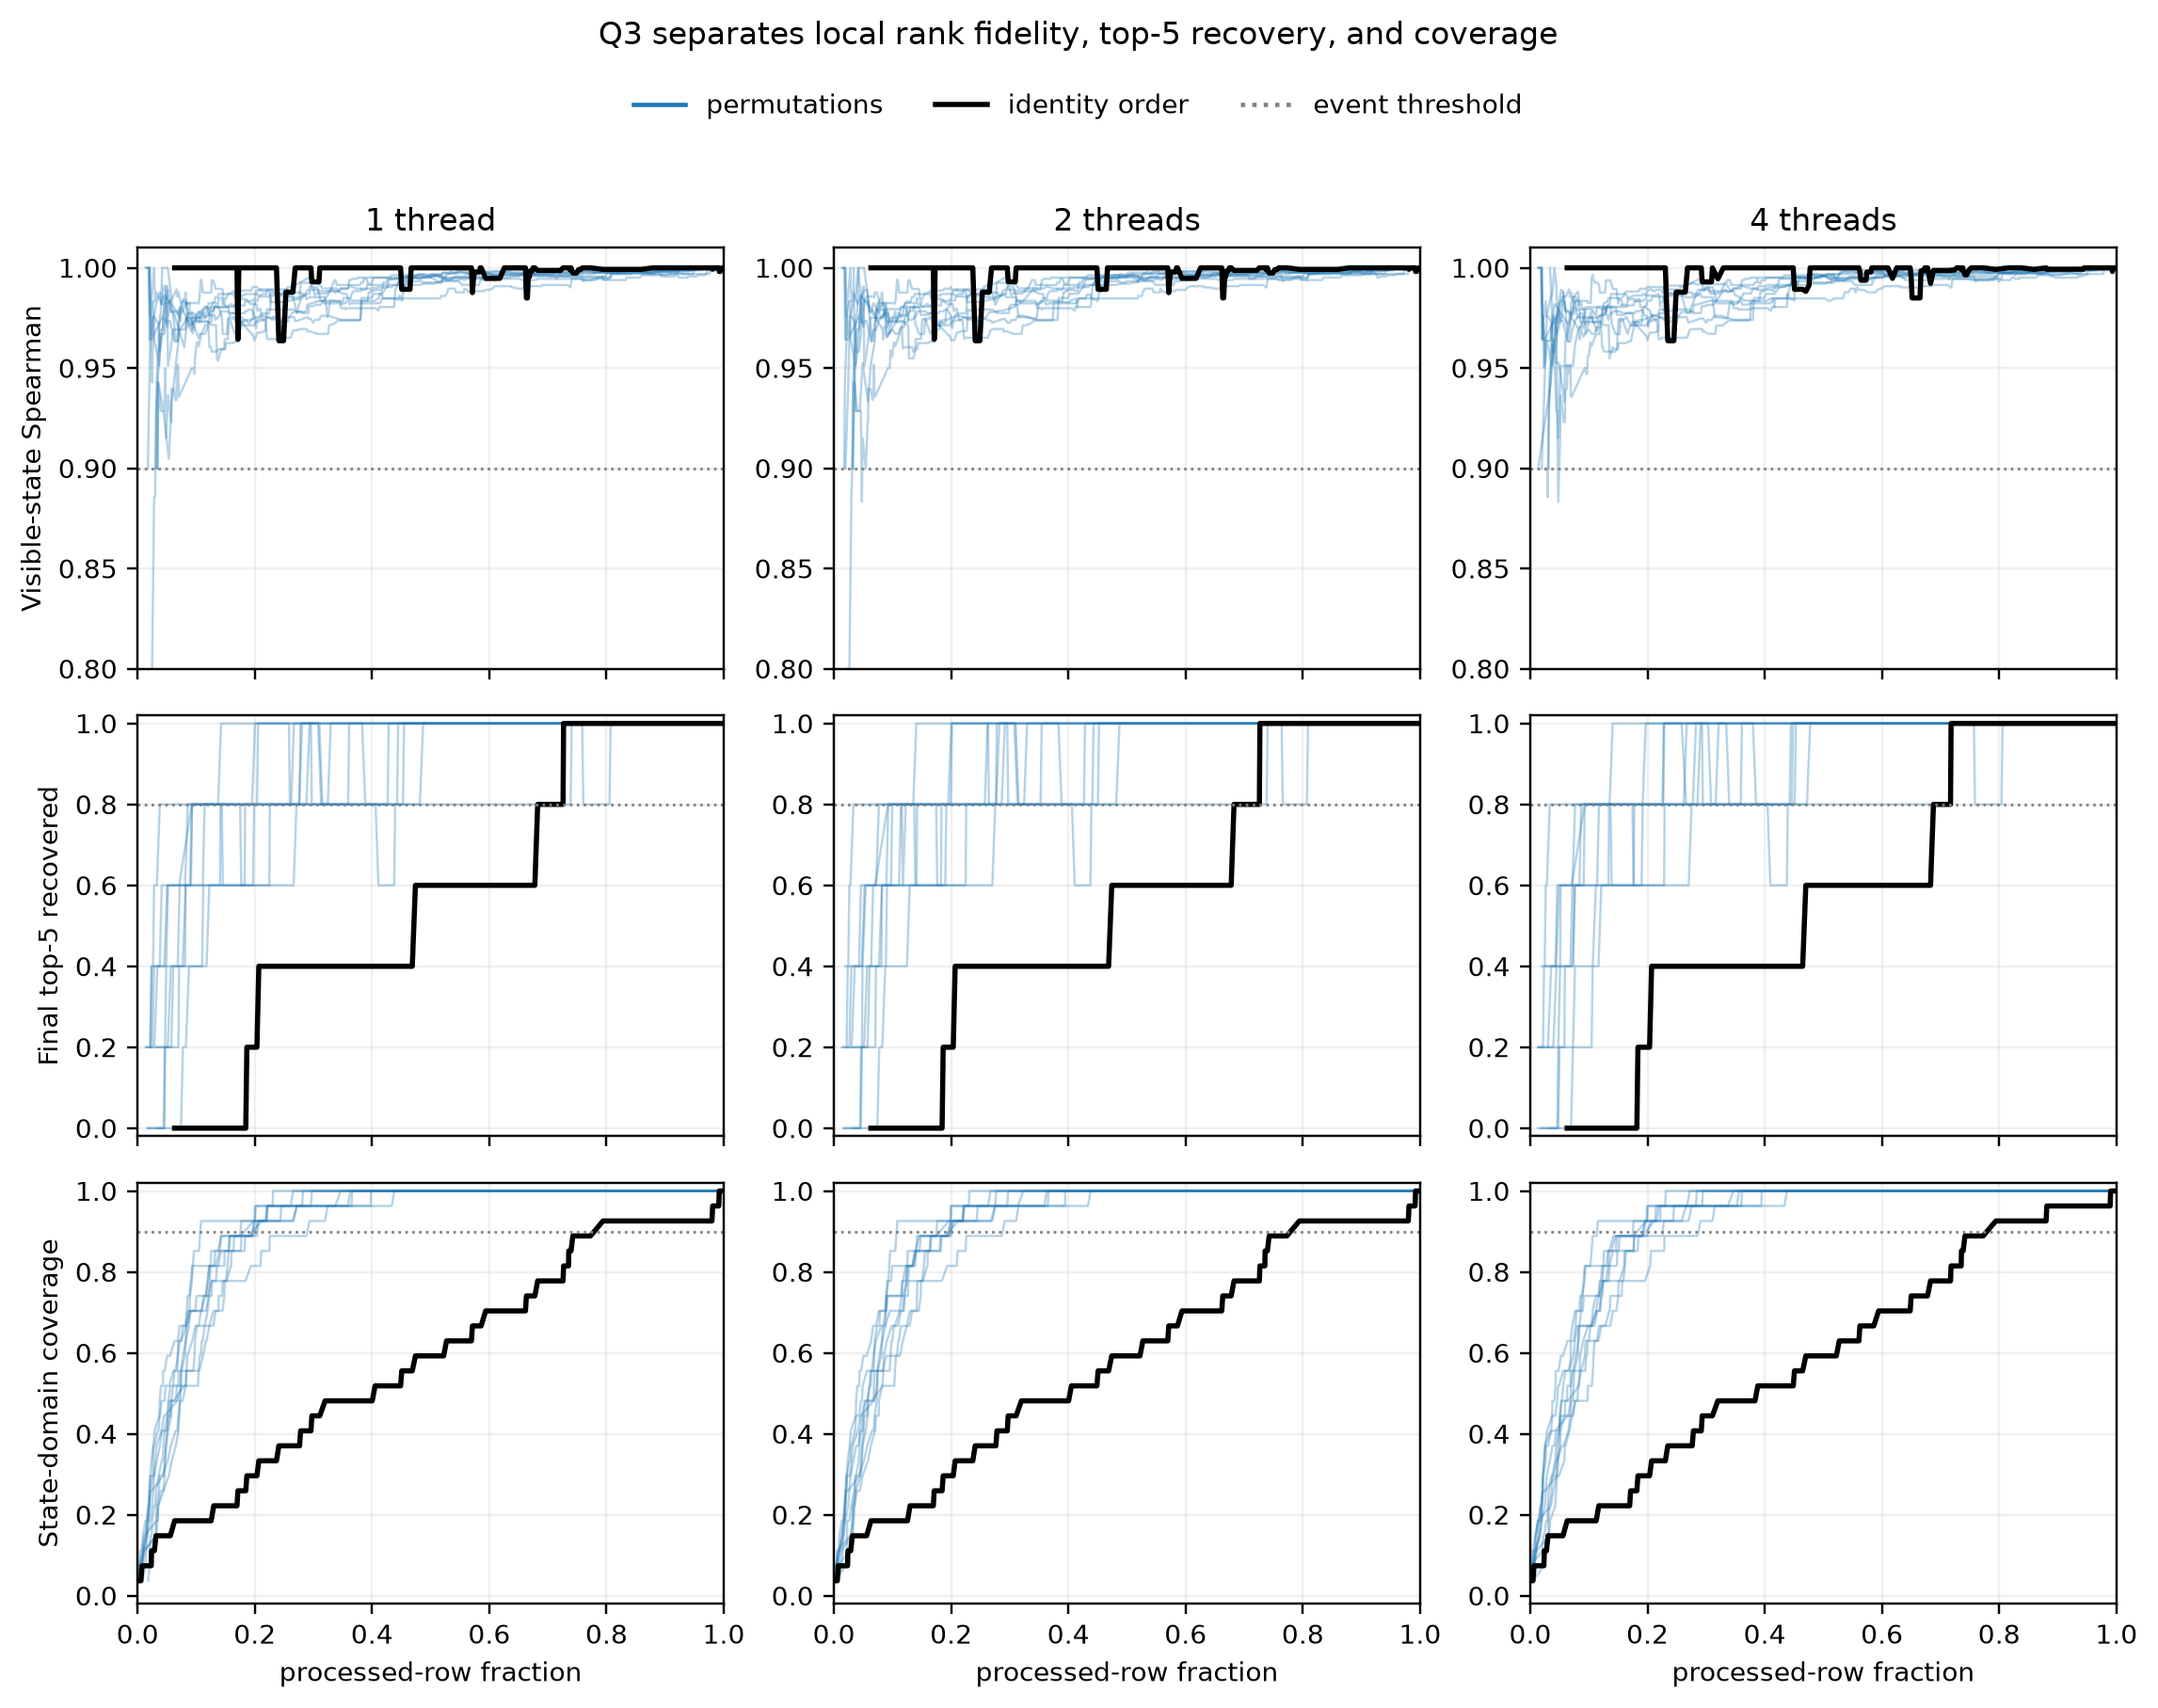 Q3 separates local rank fidelity, top-5 recovery, and coverage
permutations identity order event threshold
1 thread 2 threads 4 threads
Visible-state Spearman
1.00 1.00 1.00
0.95 0.95 0.95
0.90 0.90 0.90
0.85 0.85 0.85
0.80 0.80 0.80
Final top-5 recovered
1.0 1.0 1.0
0.8 0.8 0.8
0.6 0.6 0.6
0.4 0.4 0.4
0.2 0.2 0.2
0.0 0.0 0.0
State-domain coverage
1.0 1.0 1.0
0.8 0.8 0.8
0.6 0.6 0.6
0.4 0.4 0.4
0.2 0.2 0.2
0.0 0.0 0.0
0.0 0.2 0.4 0.6 0.8 1.0 0.0 0.2 0.4 0.6 0.8 1.0 0.0 0.2 0.4 0.6 0.8 1.0
processed-row fraction processed-row fraction processed-row fraction